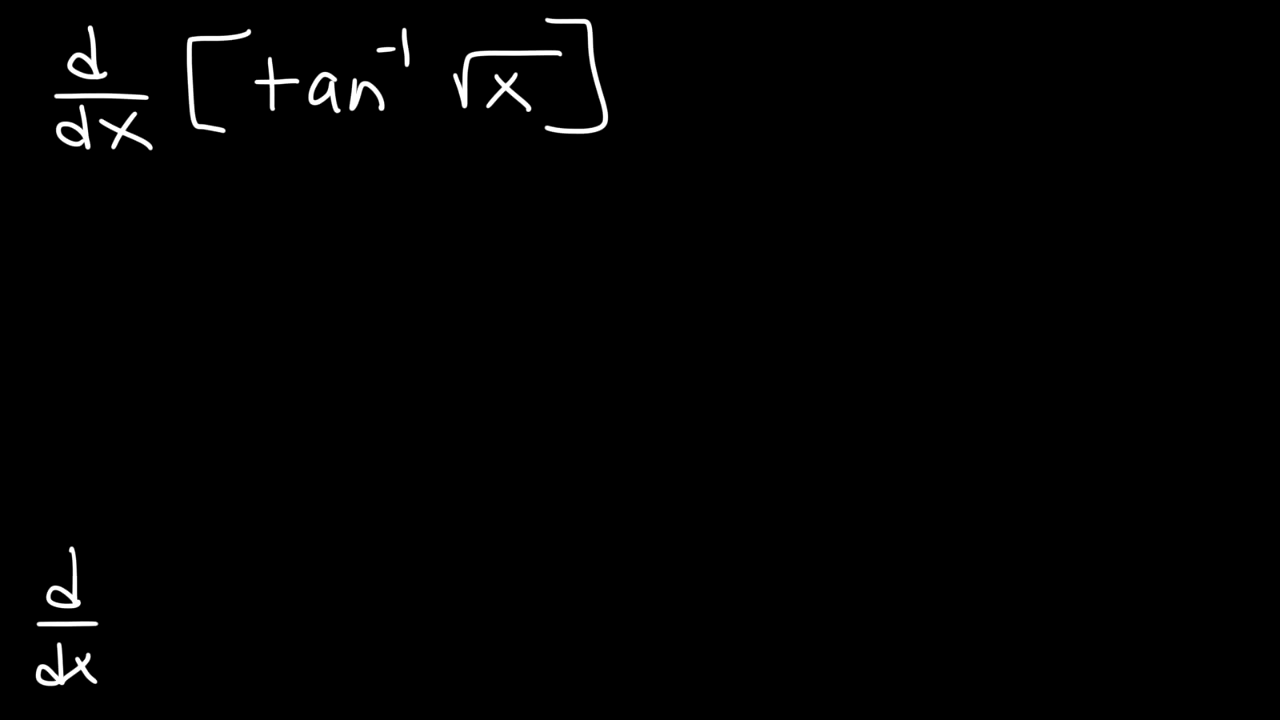 d/dx [tan⁻¹ √x]
d/dx